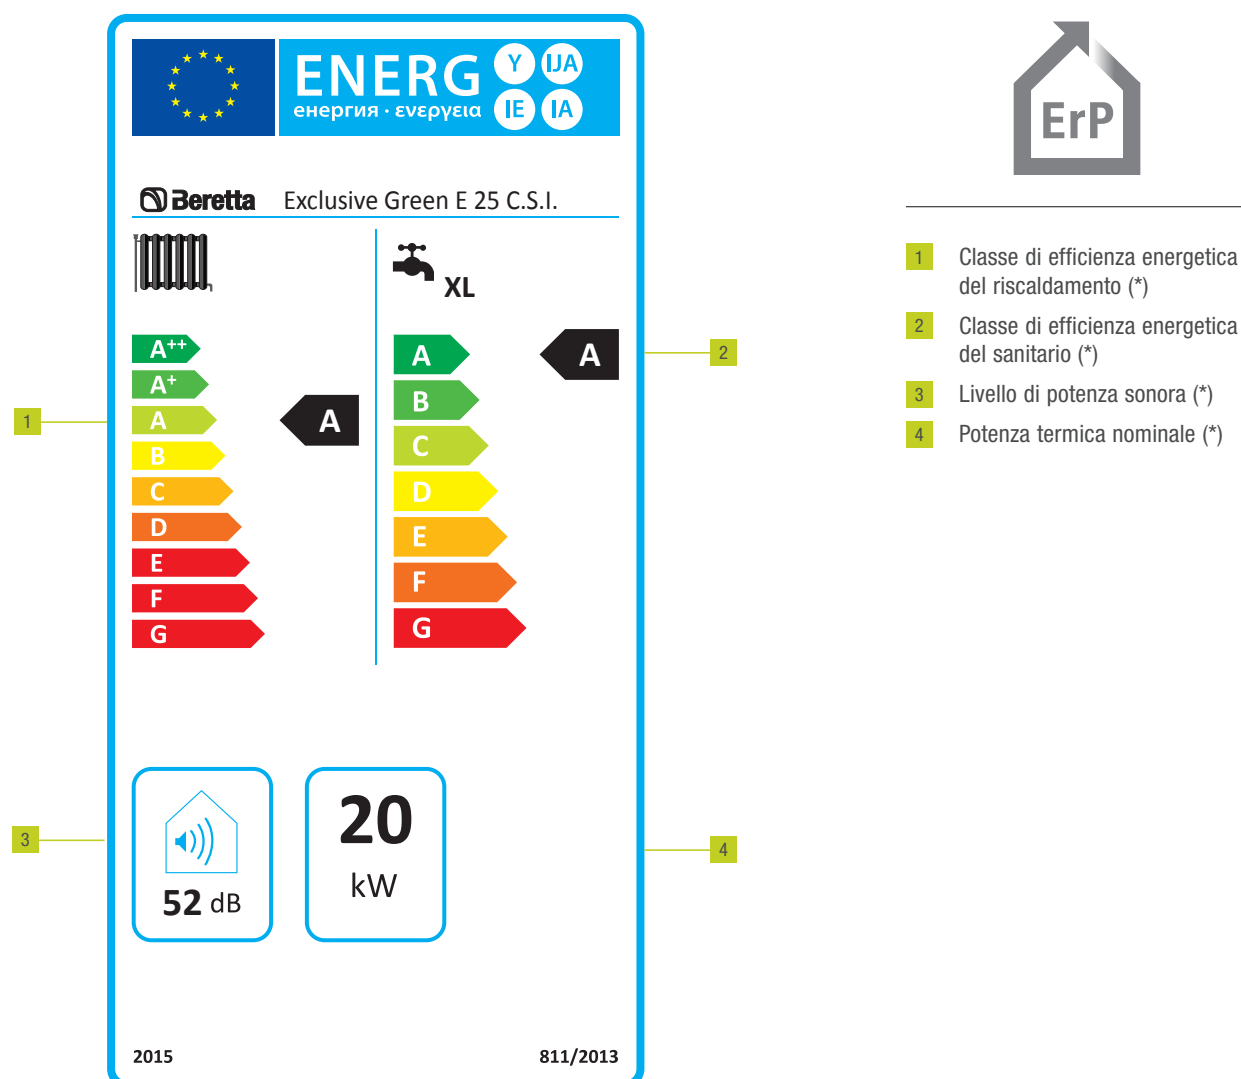 ENERG
енергия · ενεργεια
Y IJA
IE IA
Beretta Exclusive Green E 25 C.S.I.
XL
A++
A+
A
B
C
D
E
F
G
A
A
B
C
D
E
F
G
A
1
2
3
4
52 dB
20
kW
2015
811/2013
ErP
1 Classe di efficienza energetica
del riscaldamento (*)
2 Classe di efficienza energetica
del sanitario (*)
3 Livello di potenza sonora (*)
4 Potenza termica nominale (*)